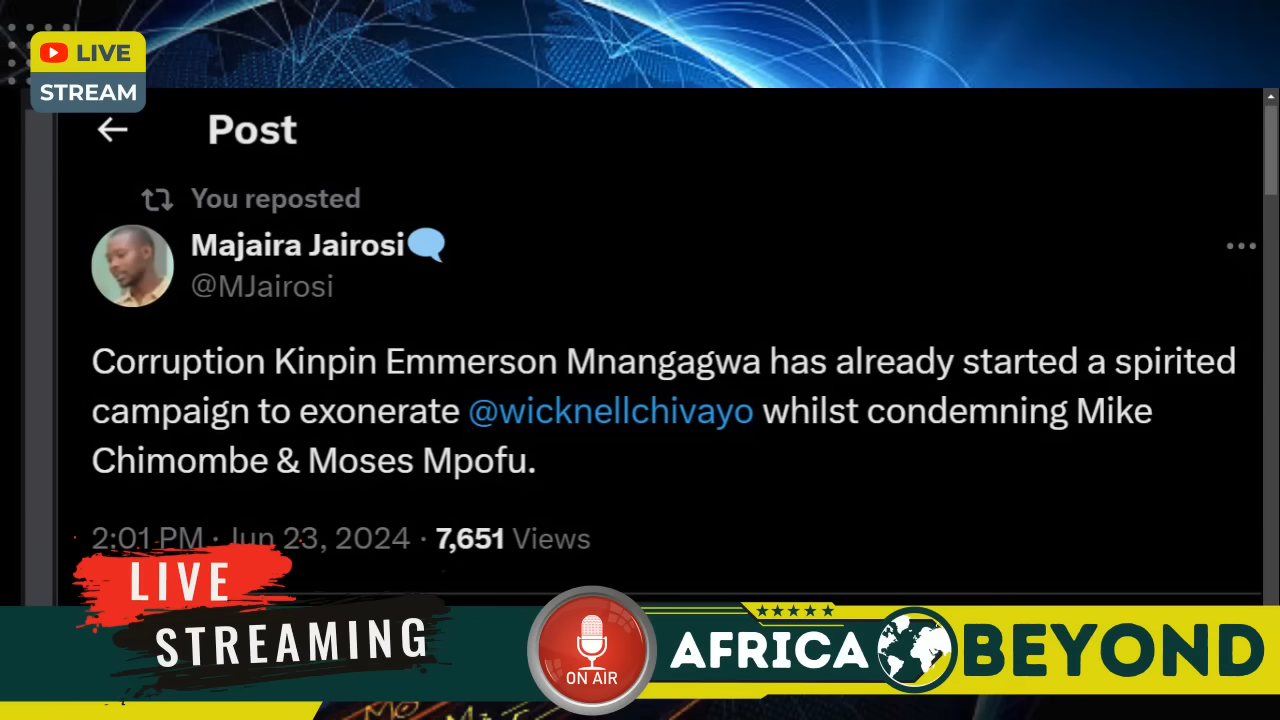 LIVE
STREAM
Post
You reposted
Majaira Jairosi
@MJairosi
Corruption Kinpin Emmerson Mnangagwa has already started a spirited
campaign to exonerate @wicknellchivayo whilst condemning Mike
Chimombe & Moses Mpofu.
2:01 PM · Jun 23, 2024 · 7,651 Views
LIVE
STREAMING
ON AIR
AFRICA BEYOND